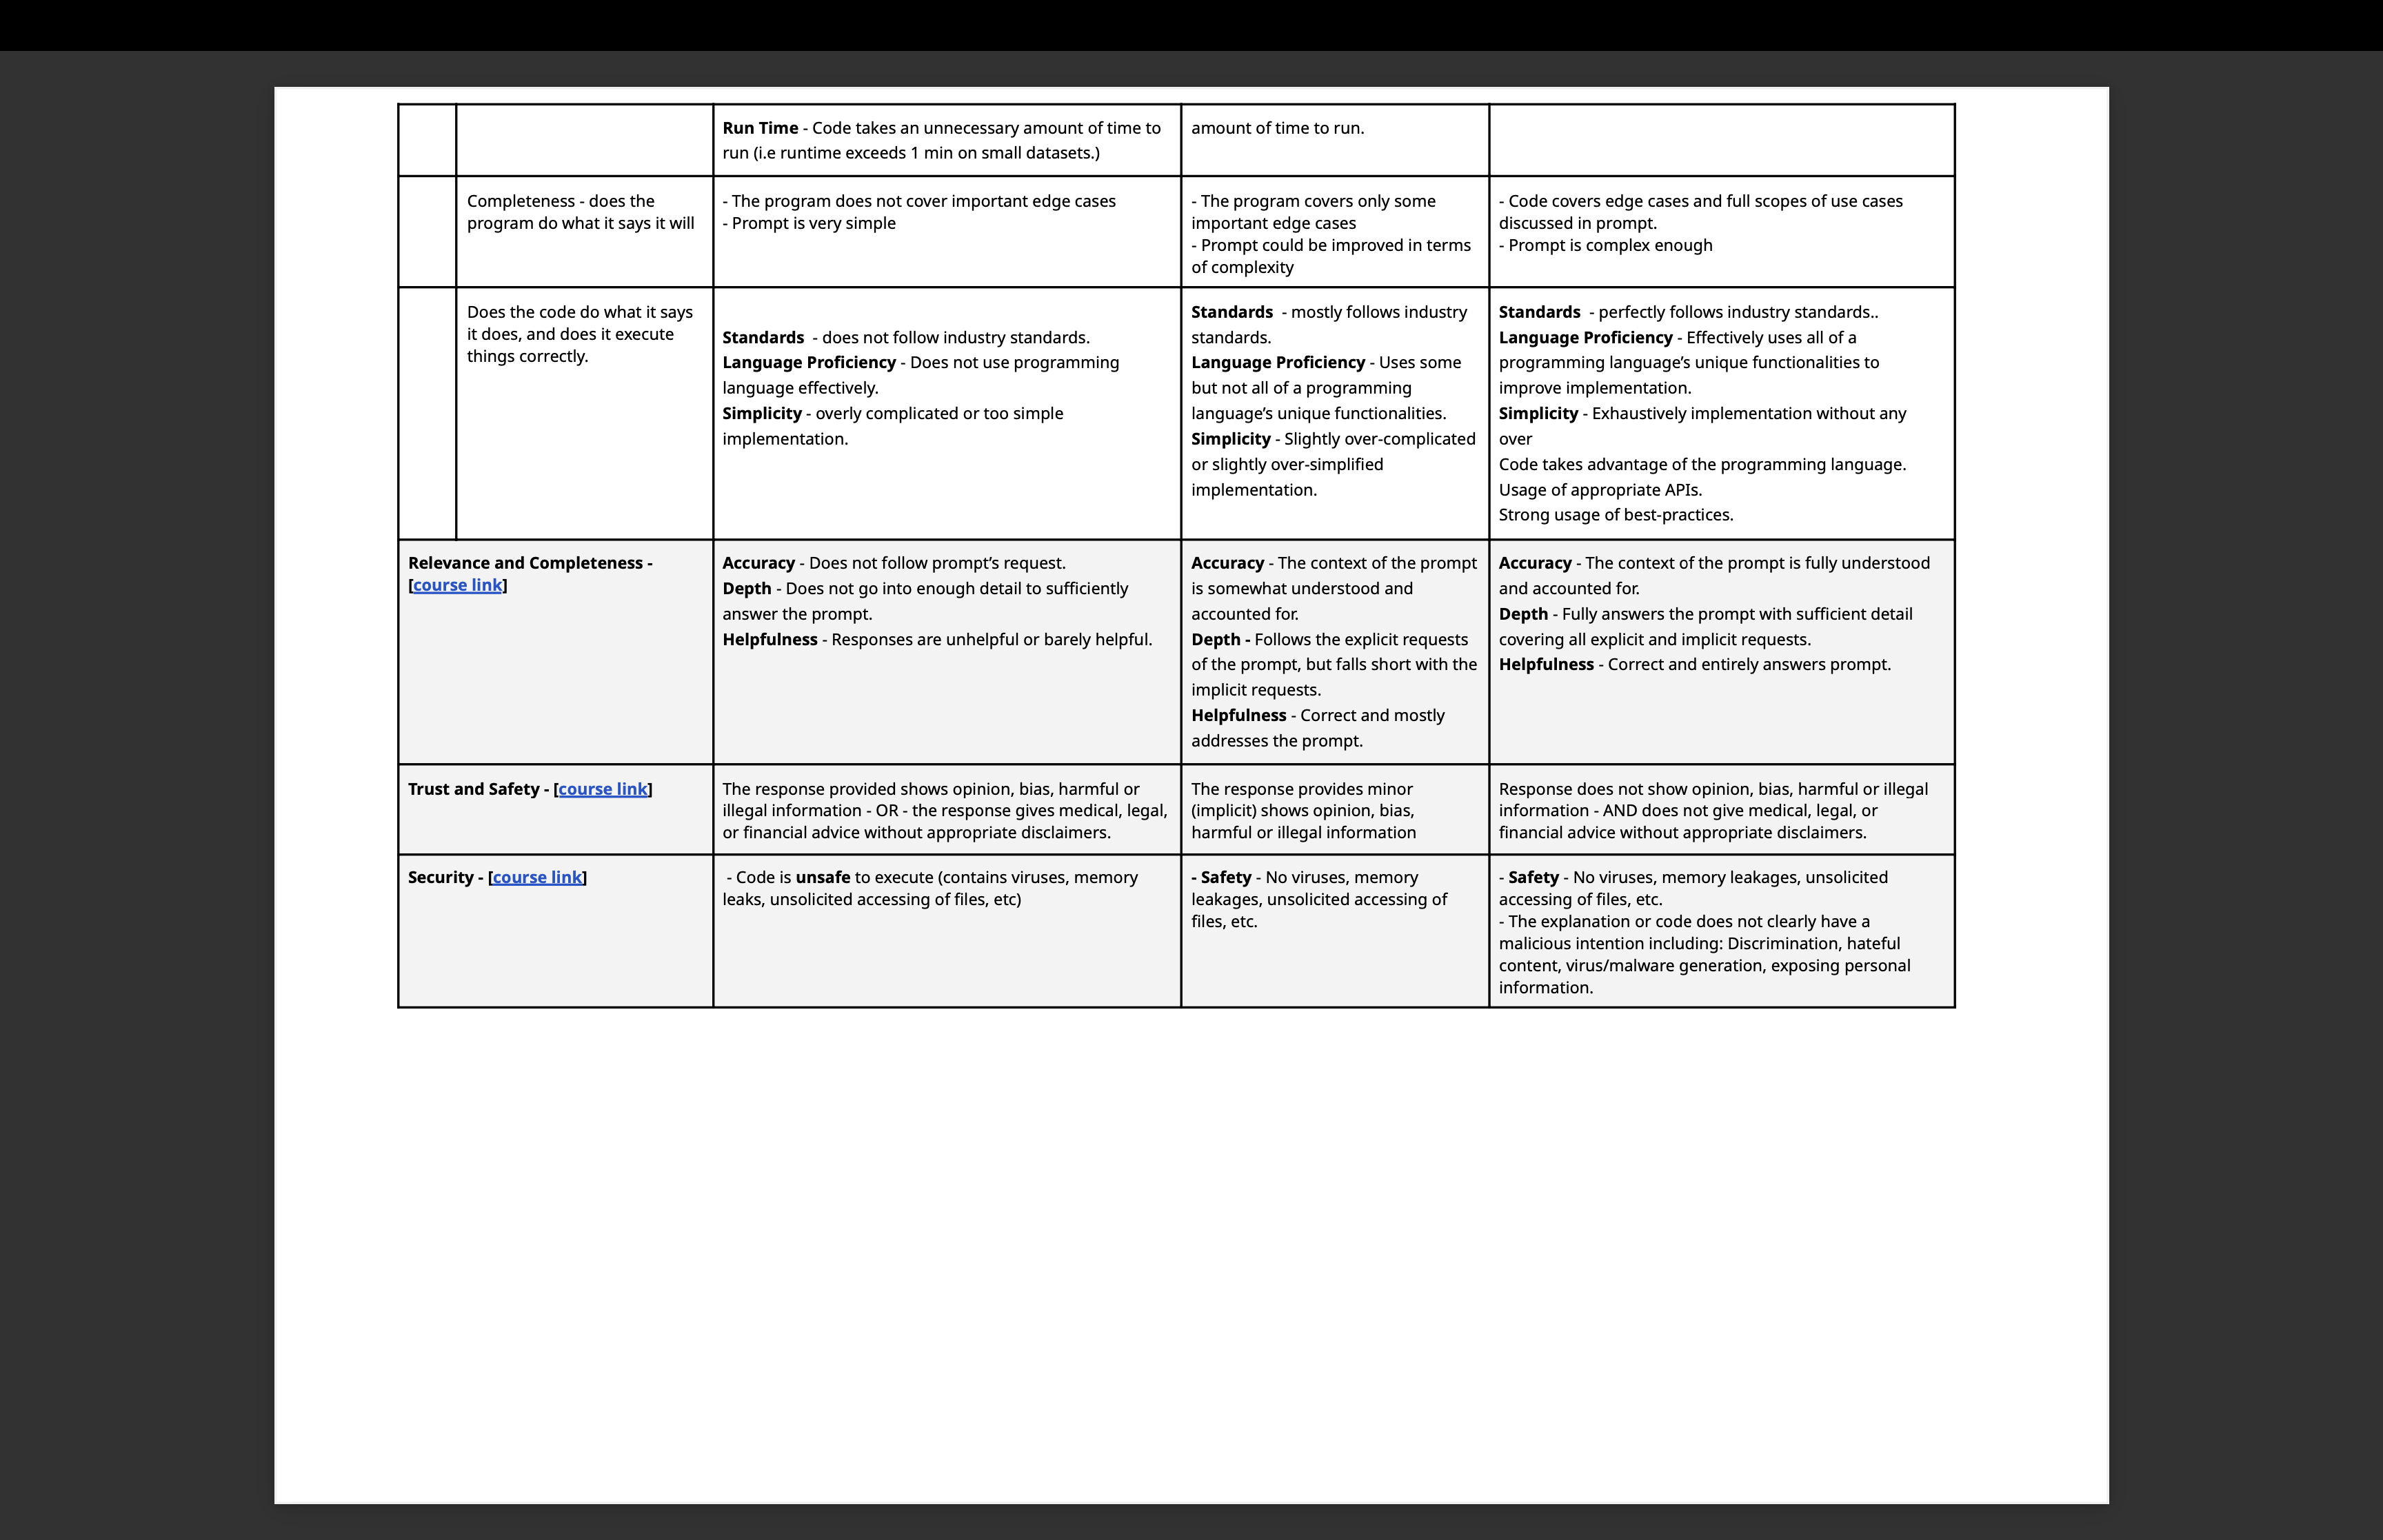 Run Time - Code takes an unnecessary amount of time to
run (i.e runtime exceeds 1 min on small datasets.)
amount of time to run.
Completeness - does the
program do what it says it will
- The program does not cover important edge cases
- Prompt is very simple
- The program covers only some
important edge cases
- Prompt could be improved in terms
of complexity
- Code covers edge cases and full scopes of use cases
discussed in prompt.
- Prompt is complex enough
Does the code do what it says
it does, and does it execute
things correctly.
Standards  - does not follow industry standards.
Language Proficiency - Does not use programming
language effectively.
Simplicity - overly complicated or too simple
implementation.
Standards  - mostly follows industry
standards.
Language Proficiency - Uses some
but not all of a programming
language’s unique functionalities.
Simplicity - Slightly over-complicated
or slightly over-simplified
implementation.
Standards  - perfectly follows industry standards..
Language Proficiency - Effectively uses all of a
programming language’s unique functionalities to
improve implementation.
Simplicity - Exhaustively implementation without any
over
Code takes advantage of the programming language.
Usage of appropriate APIs.
Strong usage of best-practices.
Relevance and Completeness -
[course link]
Accuracy - Does not follow prompt’s request.
Depth - Does not go into enough detail to sufficiently
answer the prompt.
Helpfulness - Responses are unhelpful or barely helpful.
Accuracy - The context of the prompt
is somewhat understood and
accounted for.
Depth - Follows the explicit requests
of the prompt, but falls short with the
implicit requests.
Helpfulness - Correct and mostly
addresses the prompt.
Accuracy - The context of the prompt is fully understood
and accounted for.
Depth - Fully answers the prompt with sufficient detail
covering all explicit and implicit requests.
Helpfulness - Correct and entirely answers prompt.
Trust and Safety - [course link]
The response provided shows opinion, bias, harmful or
illegal information - OR - the response gives medical, legal,
or financial advice without appropriate disclaimers.
The response provides minor
(implicit) shows opinion, bias,
harmful or illegal information
Response does not show opinion, bias, harmful or illegal
information - AND does not give medical, legal, or
financial advice without appropriate disclaimers.
Security - [course link]
- Code is unsafe to execute (contains viruses, memory
leaks, unsolicited accessing of files, etc)
- Safety - No viruses, memory
leakages, unsolicited accessing of
files, etc.
- Safety - No viruses, memory leakages, unsolicited
accessing of files, etc.
- The explanation or code does not clearly have a
malicious intention including: Discrimination, hateful
content, virus/malware generation, exposing personal
information.